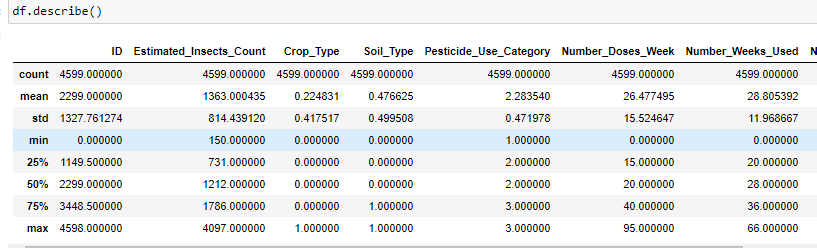 df.describe()
ID Estimated_Insects_Count Crop_Type Soil_Type Pesticide_Use_Category Number_Doses_Week Number_Weeks_Used
count 4599.000000 4599.000000 4599.000000 4599.000000 4599.000000 4599.000000 4599.000000
mean 2299.000000 1363.000435 0.224831 0.476625 2.283540 26.477495 28.805392
std 1327.761274 814.439120 0.417517 0.499508 0.471978 15.524647 11.968667
min 0.000000 150.000000 0.000000 0.000000 1.000000 0.000000 0.000000
25% 1149.500000 731.000000 0.000000 0.000000 2.000000 15.000000 20.000000
50% 2299.000000 1212.000000 0.000000 0.000000 2.000000 20.000000 28.000000
75% 3448.500000 1786.000000 0.000000 1.000000 3.000000 40.000000 36.000000
max 4598.000000 4097.000000 1.000000 1.000000 3.000000 95.000000 66.000000